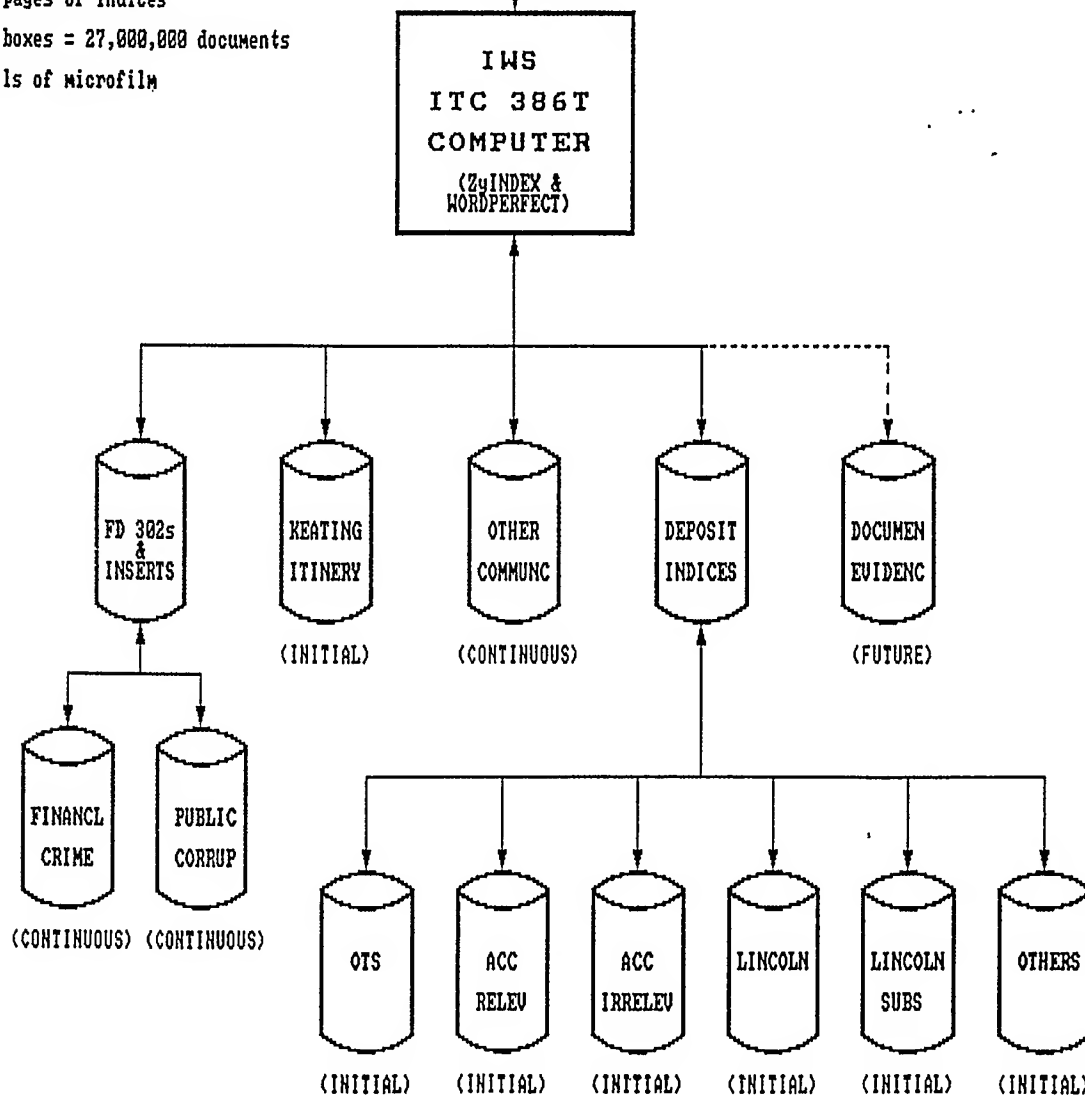 pages of indices
boxes = 27,000,000 documents
ls of microfilm
IWS
ITC 386T
COMPUTER
(ZyINDEX &
WORDPERFECT)
FD 302s
&
INSERTS
KEATING
ITINERY
OTHER
COMMUNC
DEPOSIT
INDICES
DOCUMEN
EVIDENC
(INITIAL)
(CONTINUOUS)
(FUTURE)
FINANCL
CRIME
PUBLIC
CORRUP
(CONTINUOUS)
(CONTINUOUS)
OTS
ACC
RELEV
ACC
IRRELEV
LINCOLN
LINCOLN
SUBS
OTHERS
(INITIAL)
(INITIAL)
(INITIAL)
(INITIAL)
(INITIAL)
(INITIAL)